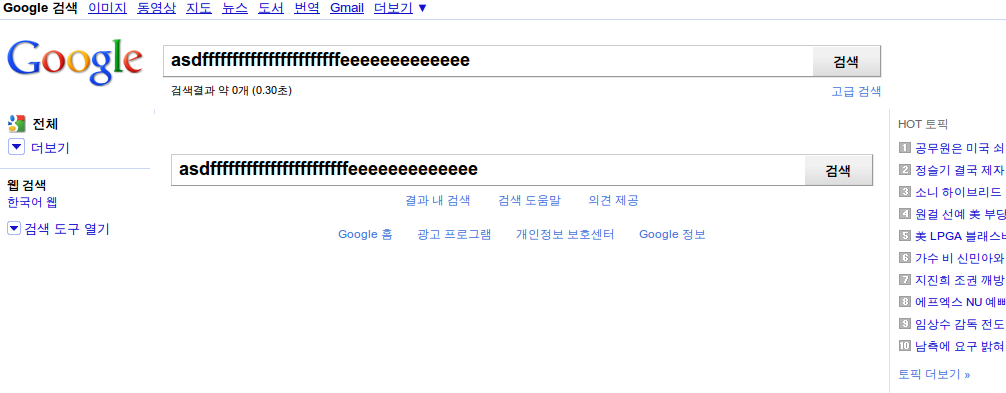 Google 검색 이미지 동영상 지도 뉴스 도서 번역 Gmail 더보기 ▼
Google
asdfffffffffffffffffffffffeeeeeeeeeeeee
검색
검색결과 약 0개 (0.30초)
고급 검색
전체
더보기
웹 검색
한국어 웹
검색 도구 열기
asdfffffffffffffffffffffffeeeeeeeeeeeee
검색
결과 내 검색 검색 도움말 의견 제공
Google 홈 광고 프로그램 개인정보 보호센터 Google 정보
HOT 토픽
1 공무원은 미국 쇠
2 정슬기 결국 제자
3 소니 하이브리드
4 원걸 선예 美 부딩
5 美 LPGA 블래스
6 가수 비 신민아와
7 지진희 조권 깨방
8 에프엑스 NU 예
9 임상수 감독 전도
10 남측에 요구 밝혀
토픽 더보기 »